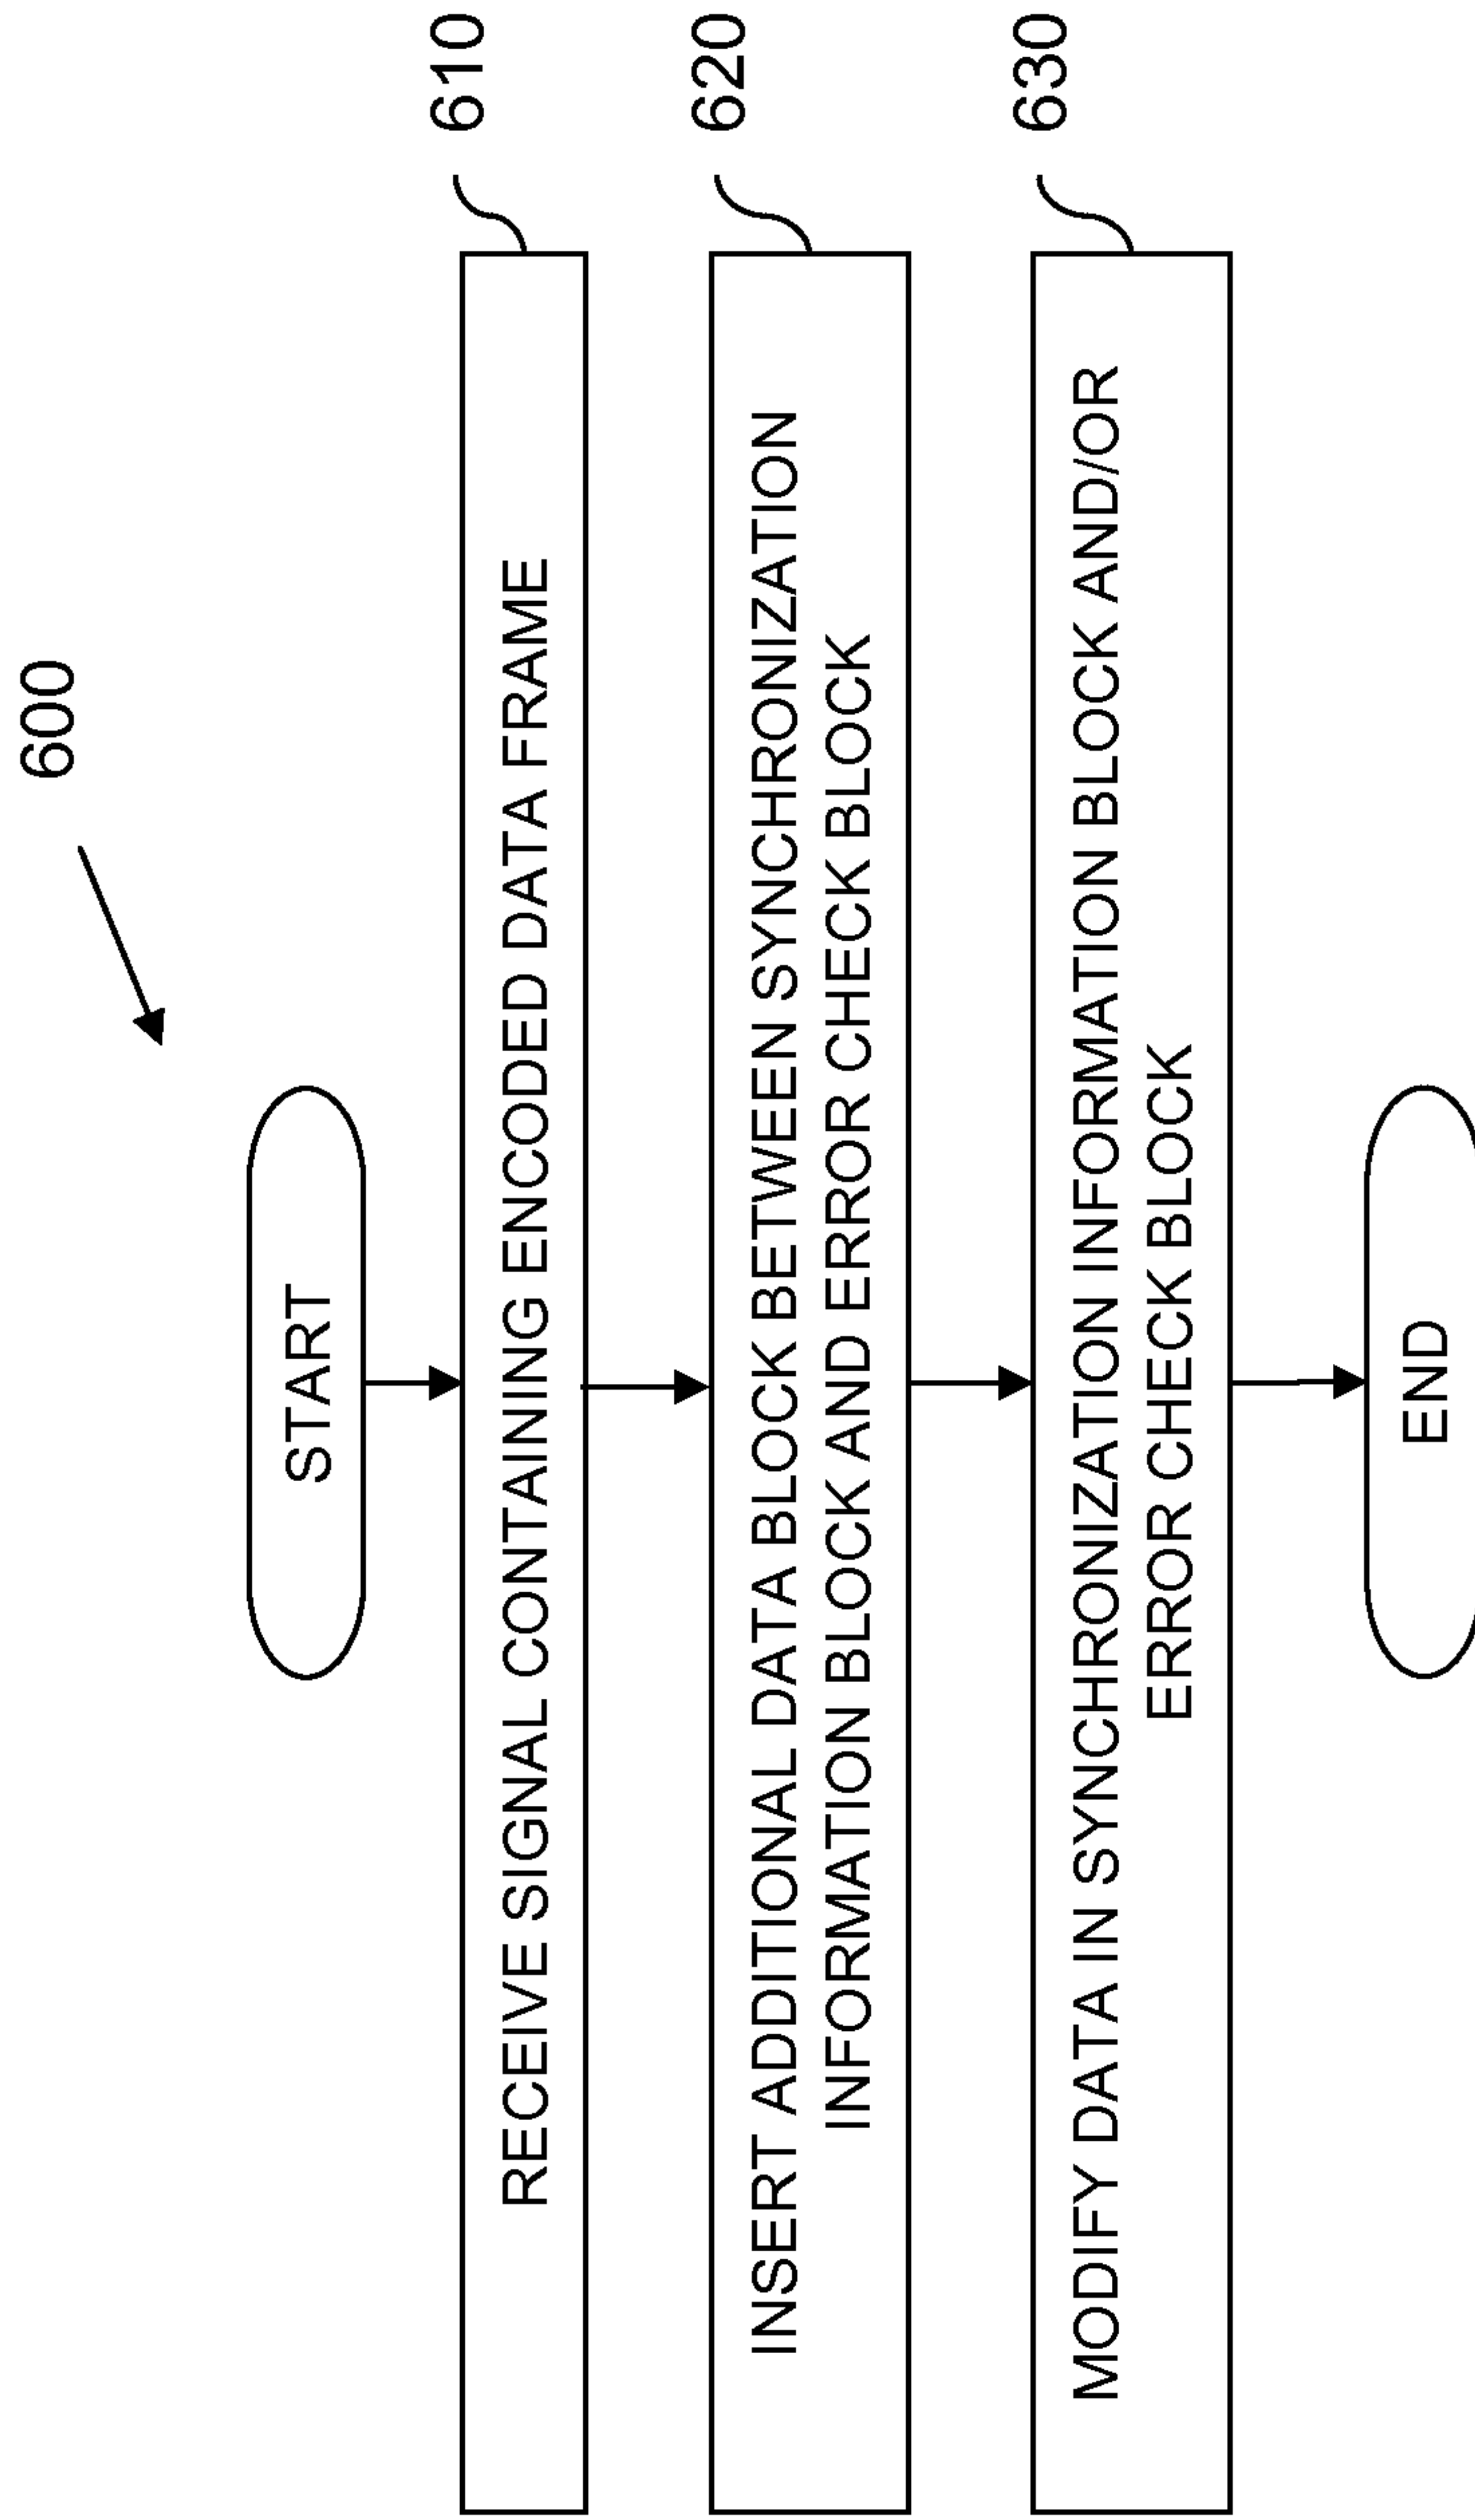 600
START
RECEIVE SIGNAL CONTAINING ENCODED DATA FRAME
610
INSERT ADDITIONAL DATA BLOCK BETWEEN SYNCHRONIZATION
INFORMATION BLOCK AND ERROR CHECK BLOCK
620
MODIFY DATA IN SYNCHRONIZATION INFORMATION BLOCK AND/OR
ERROR CHECK BLOCK
630
END